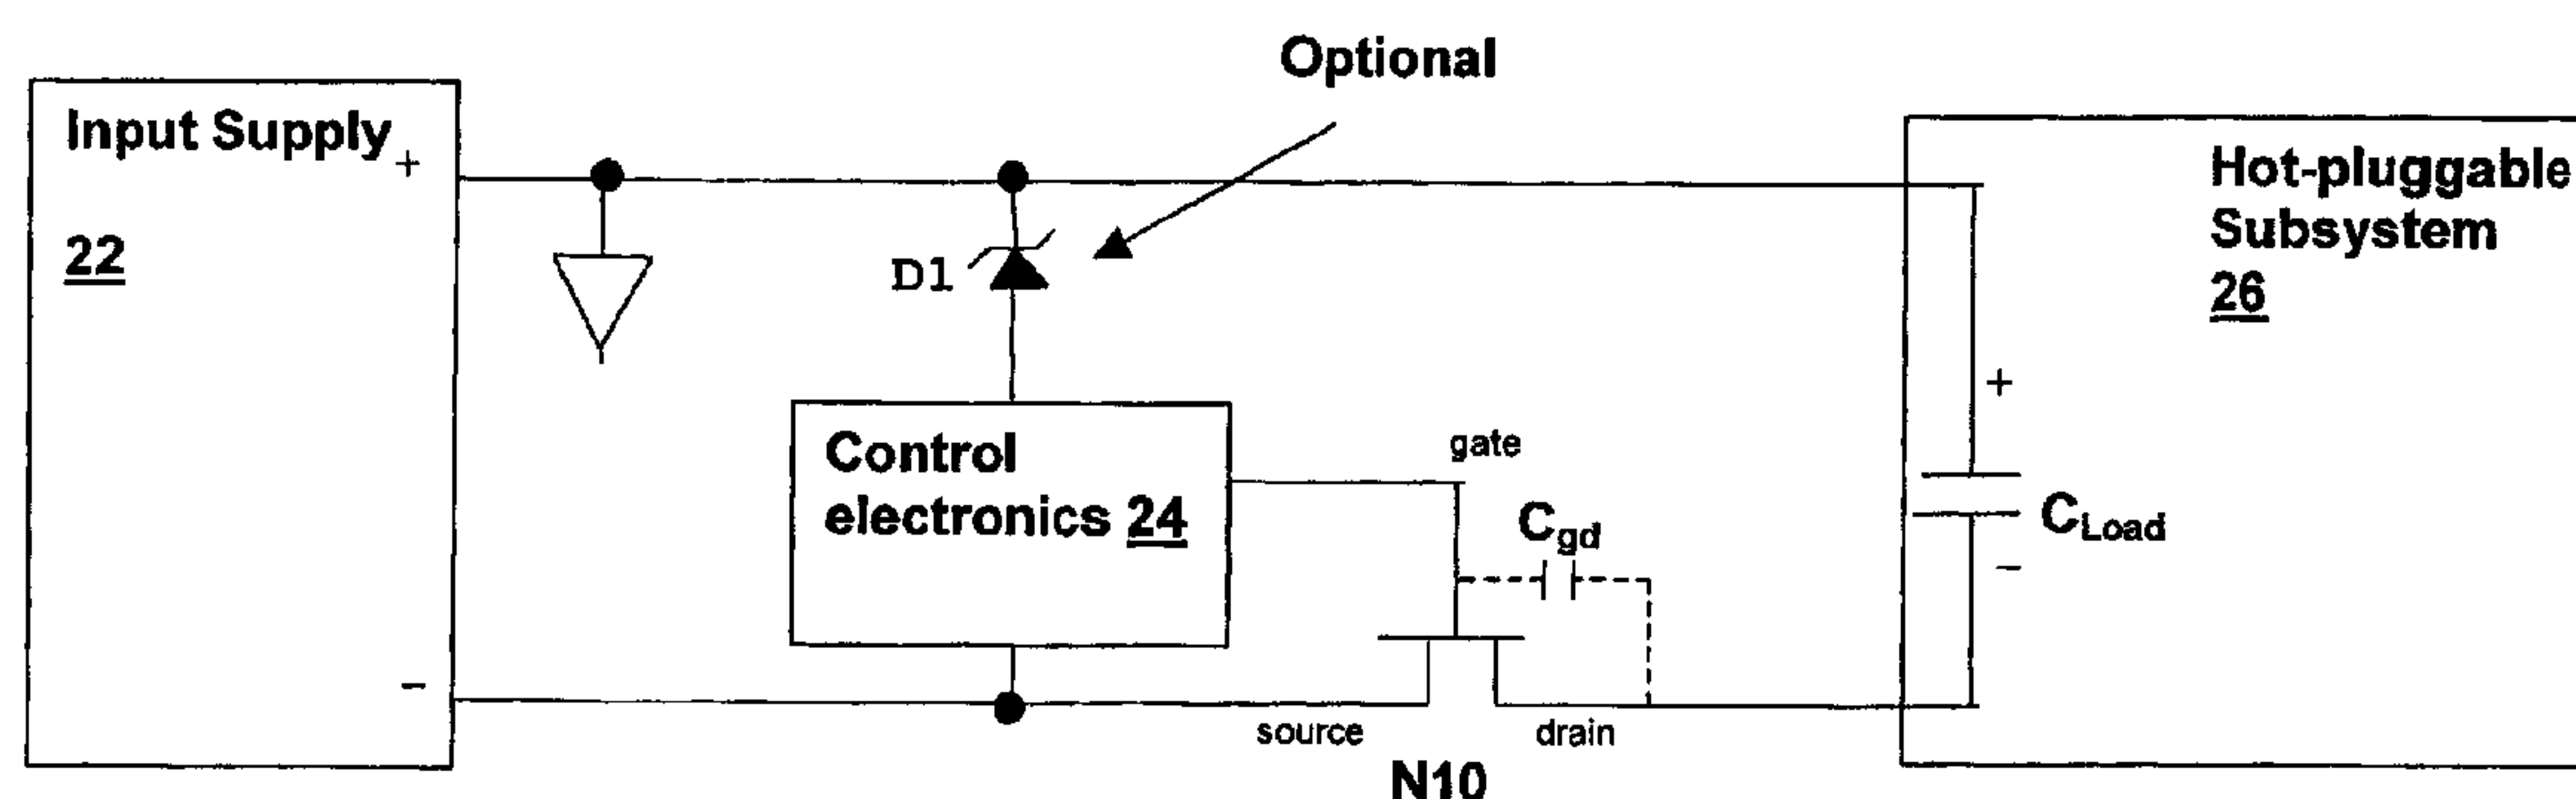 Optional
Input Supply +
22
Hot-pluggable
Subsystem
26
D1
+
Control
electronics 24
gate
Cgd
CLoad
−
−
source
drain
N10